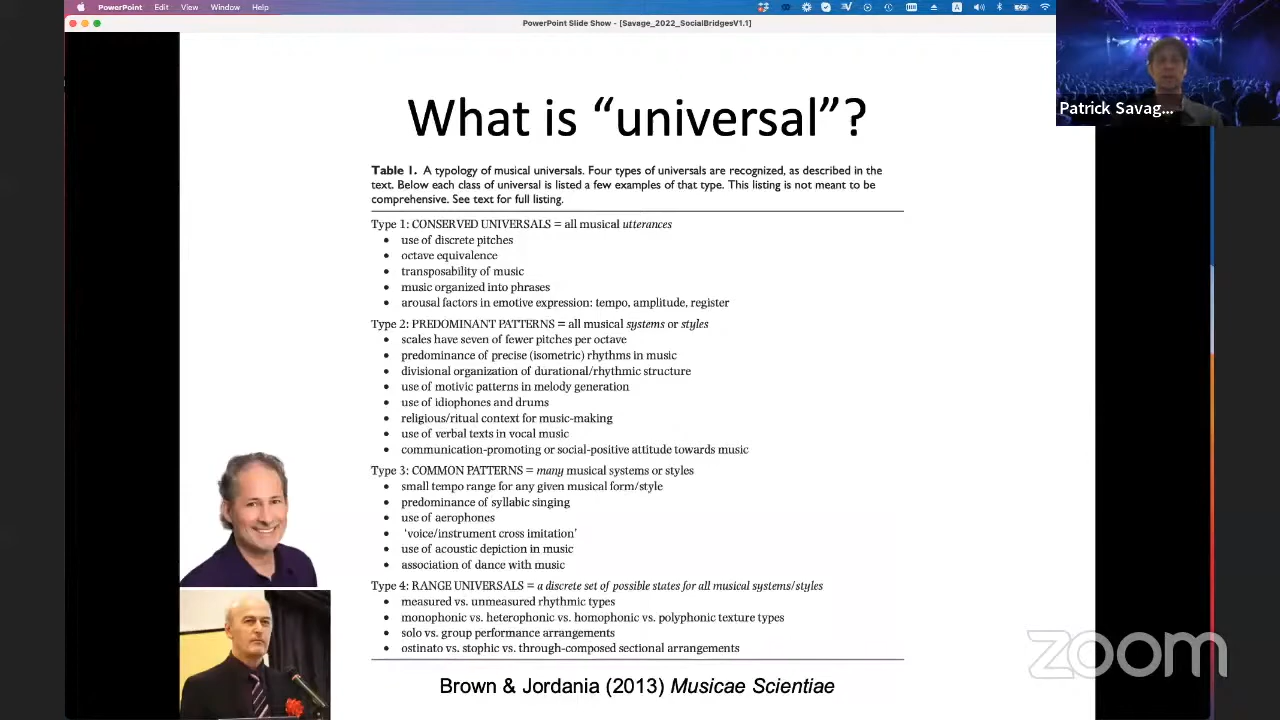 PowerPoint Edit View Window Help
PowerPoint Slide Show - [Savage_2022_SocialBridgesV1.1]
Patrick Savag...
What is “universal”?
Table 1. A typology of musical universals. Four types of universals are recognized, as described in the
text. Below each class of universal is listed a few examples of that type. This listing is not meant to be
comprehensive. See text for full listing.
Type 1: CONSERVED UNIVERSALS = all musical utterances
• use of discrete pitches
• octave equivalence
• transposability of music
• music organized into phrases
• arousal factors in emotive expression: tempo, amplitude, register
Type 2: PREDOMINANT PATTERNS = all musical systems or styles
• scales have seven of fewer pitches per octave
• predominance of precise (isometric) rhythms in music
• divisional organization of durational/rhythmic structure
• use of motivic patterns in melody generation
• use of idiophones and drums
• religious/ritual context for music-making
• use of verbal texts in vocal music
• communication-promoting or social-positive attitude towards music
Type 3: COMMON PATTERNS = many musical systems or styles
• small tempo range for any given musical form/style
• predominance of syllabic singing
• use of aerophones
• ‘voice/instrument cross imitation’
• use of acoustic depiction in music
• association of dance with music
Type 4: RANGE UNIVERSALS = a discrete set of possible states for all musical systems/styles
• measured vs. unmeasured rhythmic types
• monophonic vs. heterophonic vs. homophonic vs. polyphonic texture types
• solo vs. group performance arrangements
• ostinato vs. stophic vs. through-composed sectional arrangements
Brown & Jordania (2013) Musicae Scientiae
zoom